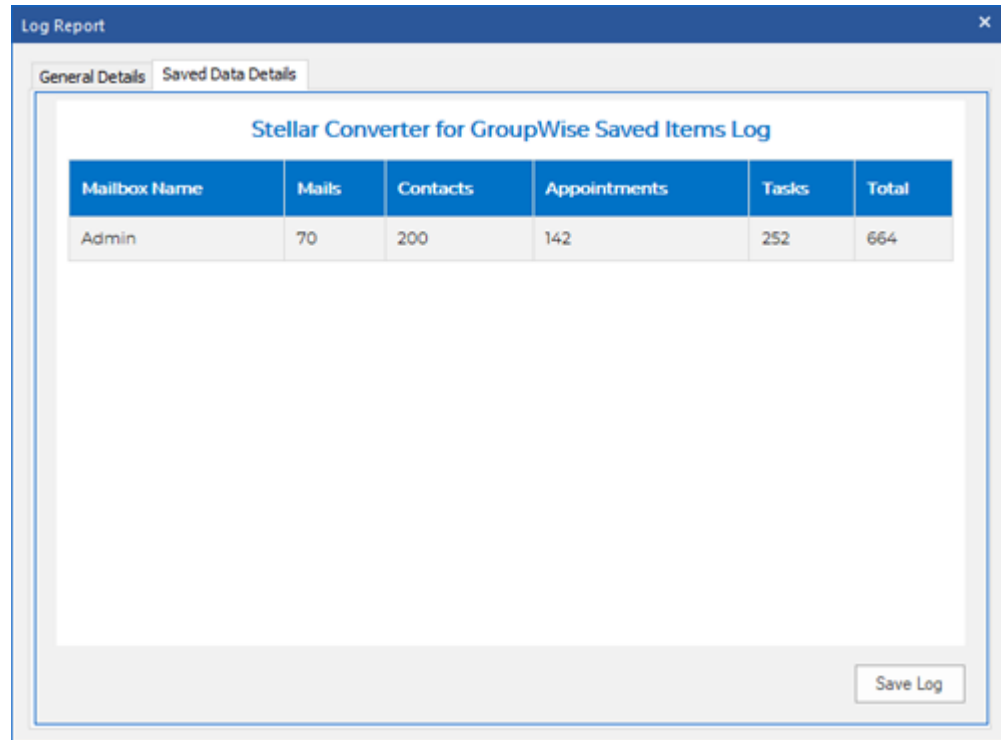 Log Report
General Details Saved Data Details
Stellar Converter for GroupWise Saved Items Log
Mailbox Name Mails Contacts Appointments Tasks Total
Admin 70 200 142 252 664
Save Log